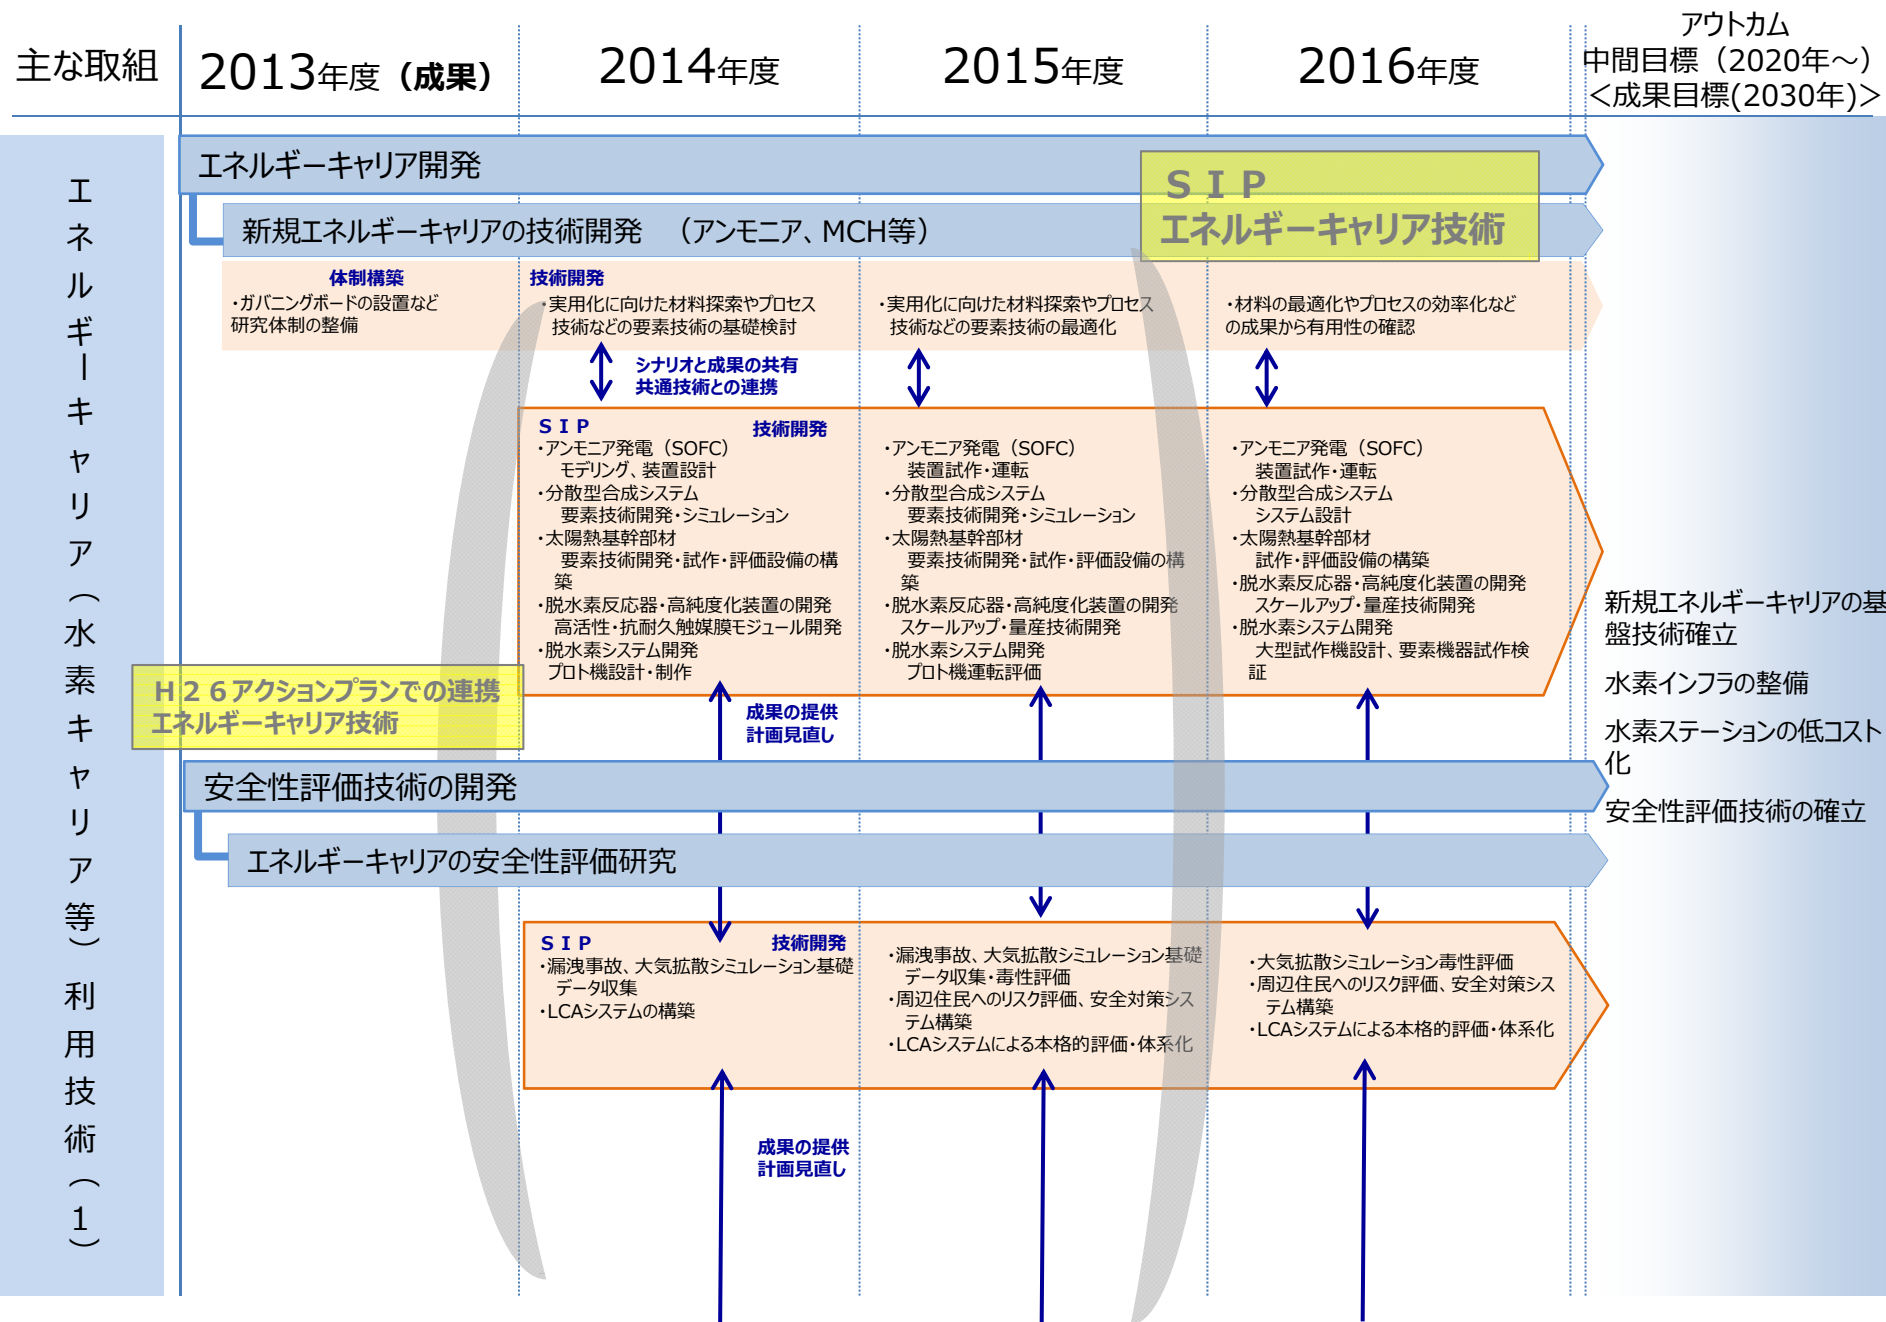 主な取組
2013年度（成果）
2014年度
2015年度
2016年度
アウトカム
中間目標（2020年～）
＜成果目標(2030年)＞
エネルギーキャリア（水素キャリア等）利用技術（１）
エネルギーキャリア開発
新規エネルギーキャリアの技術開発　（アンモニア、MCH等）
ＳＩＰ
エネルギーキャリア技術
体制構築
・ガバニングボードの設置など
研究体制の整備
技術開発
・実用化に向けた材料探索やプロセス
技術などの要素技術の基礎検討
・実用化に向けた材料探索やプロセス
技術などの要素技術の最適化
・材料の最適化やプロセスの効率化など
の成果から有用性の確認
シナリオと成果の共有
共通技術との連携
ＳＩＰ
技術開発
・アンモニア発電（SOFC）
モデリング、装置設計
・分散型合成システム
要素技術開発・シミュレーション
・太陽熱基幹部材
要素技術開発・試作・評価設備の構
築
・脱水素反応器・高純度化装置の開発
高活性・抗耐久触媒膜モジュール開発
・脱水素システム開発
プロト機設計・制作
・アンモニア発電（SOFC）
装置試作・運転
・分散型合成システム
要素技術開発・シミュレーション
・太陽熱基幹部材
要素技術開発・試作・評価設備の構
築
・脱水素反応器・高純度化装置の開発
スケールアップ・量産技術開発
・脱水素システム開発
プロト機運転評価
・アンモニア発電（SOFC）
装置試作・運転
・分散型合成システム
システム設計
・太陽熱基幹部材
試作・評価設備の構築
・脱水素反応器・高純度化装置の開発
スケールアップ・量産技術開発
・脱水素システム開発
大型試作機設計、要素機器試作検
証
新規エネルギーキャリアの基
盤技術確立
水素インフラの整備
水素ステーションの低コスト
化
安全性評価技術の確立
Ｈ２６アクションプランでの連携
エネルギーキャリア技術
成果の提供
計画見直し
安全性評価技術の開発
エネルギーキャリアの安全性評価研究
ＳＩＰ
技術開発
・漏洩事故、大気拡散シミュレーション基礎
データ収集
・LCAシステムの構築
・漏洩事故、大気拡散シミュレーション基礎
データ収集・毒性評価
・周辺住民へのリスク評価、安全対策シス
テム構築
・LCAシステムによる本格的評価・体系化
・大気拡散シミュレーション毒性評価
・周辺住民へのリスク評価、安全対策シス
テム構築
・LCAシステムによる本格的評価・体系化
成果の提供
計画見直し